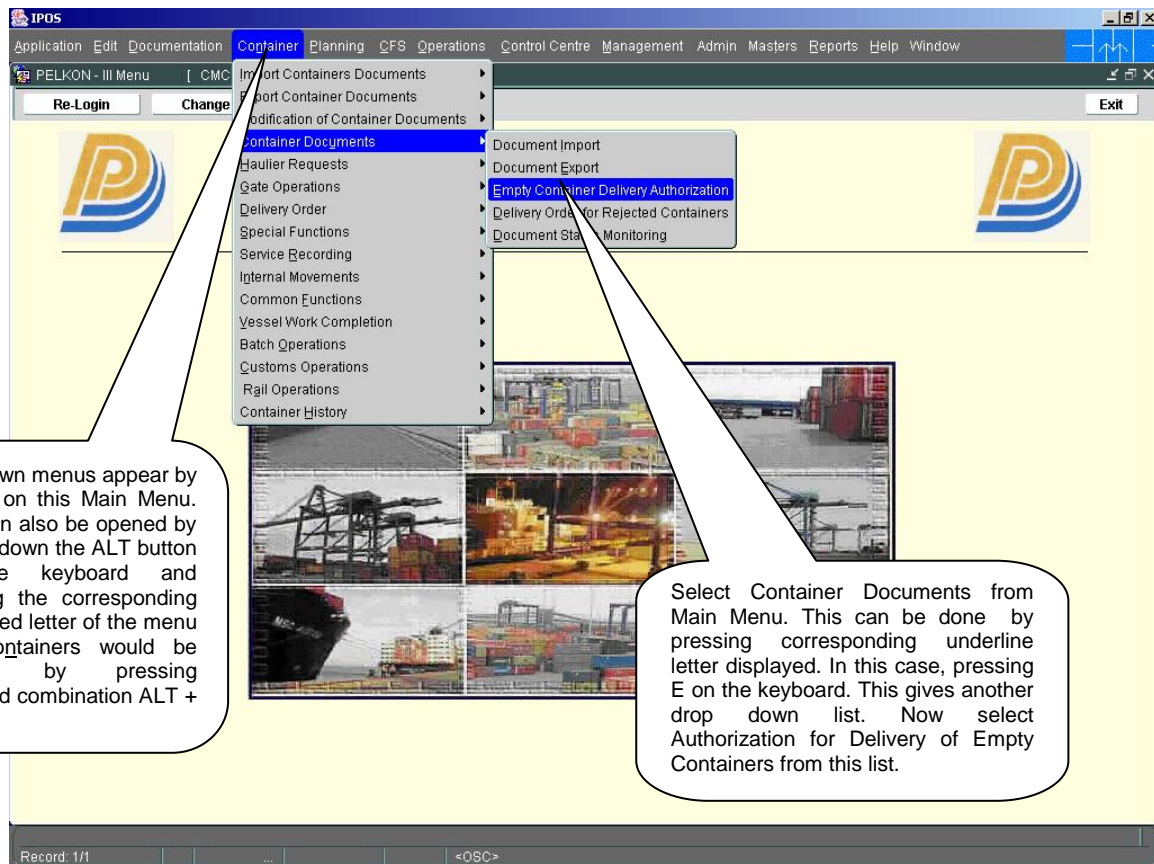 IPOS
Application Edit Documentation Container Planning CFS Operations Control Centre Management Admin Masters Reports Help Window
PELKON - III Menu [ CMC
Re-Login Change Exit
Import Containers Documents
Export Container Documents
Modification of Container Documents
Container Documents
Haulier Requests
Gate Operations
Delivery Order
Special Functions
Service Recording
Internal Movements
Common Functions
Vessel Work Completion
Batch Operations
Customs Operations
Rail Operations
Container History
Document Import
Document Export
Empty Container Delivery Authorization
Delivery Order for Rejected Containers
Document Status Monitoring
wn menus appear by
on this Main Menu.
n also be opened by
down the ALT button
e keyboard and
g the corresponding
ed letter of the menu
ontainers would be
by pressing
d combination ALT +
Select Container Documents from
Main Menu. This can be done by
pressing corresponding underline
letter displayed. In this case, pressing
E on the keyboard. This gives another
drop down list. Now select
Authorization for Delivery of Empty
Containers from this list.
Record: 1/1 ... <OSC>